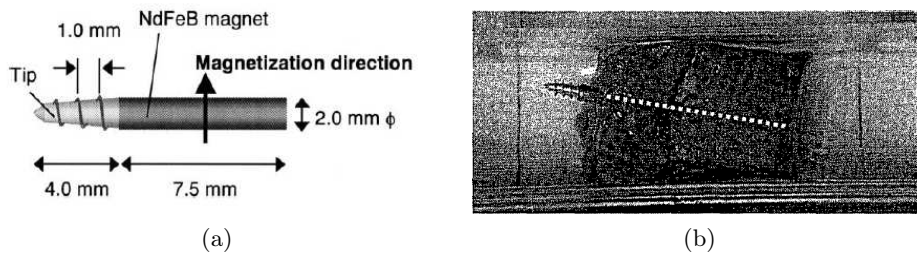 NdFeB magnet
1.0 mm
Magnetization direction
Tip
2.0 mm ϕ
4.0 mm
7.5 mm
(a)
(b)